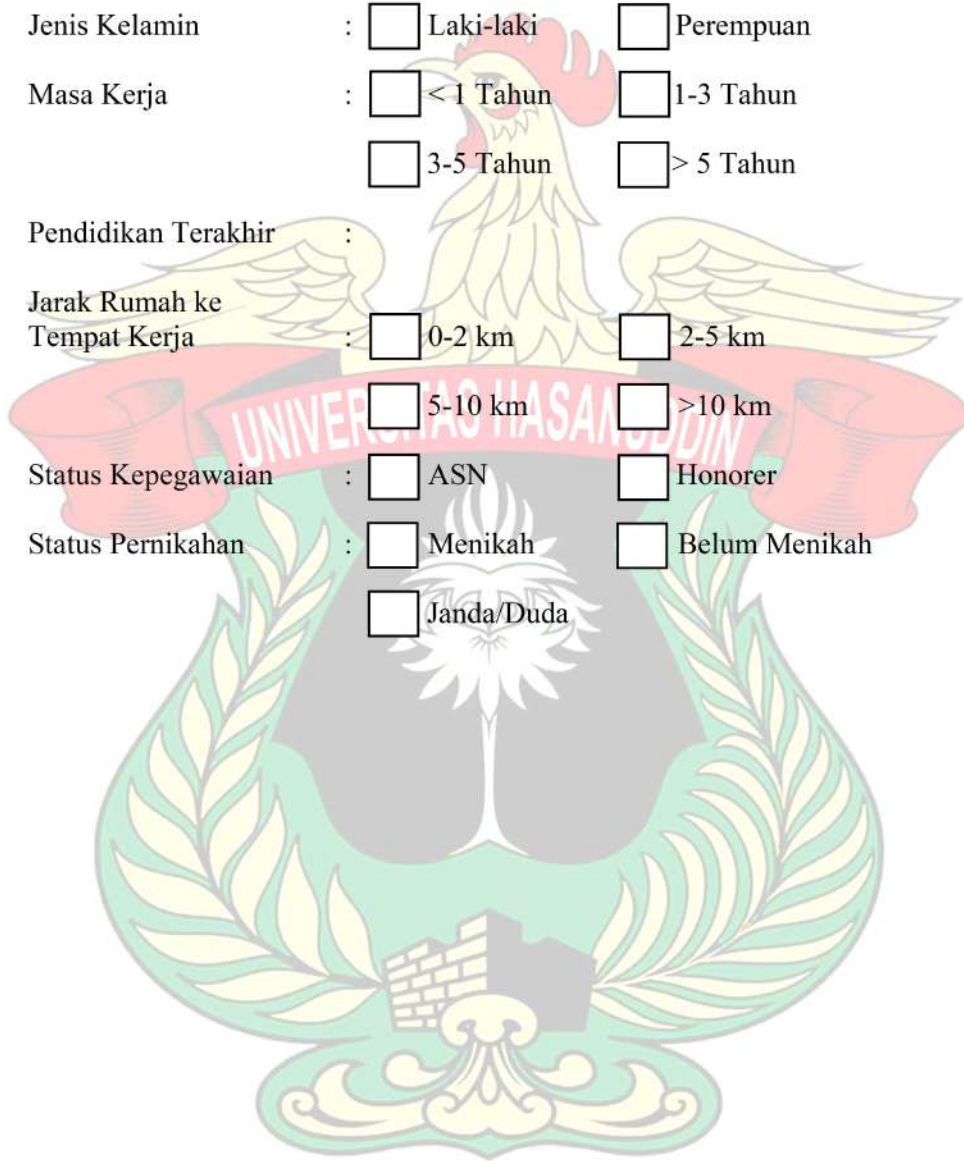 Jenis Kelamin : Laki-laki Perempuan
Masa Kerja : < 1 Tahun 1-3 Tahun
3-5 Tahun > 5 Tahun
Pendidikan Terakhir :
Jarak Rumah ke
Tempat Kerja : 0-2 km 2-5 km
5-10 km >10 km
UNIVERSITAS HASANUDDIN
Status Kepegawaian : ASN Honorer
Status Pernikahan : Menikah Belum Menikah
Janda/Duda